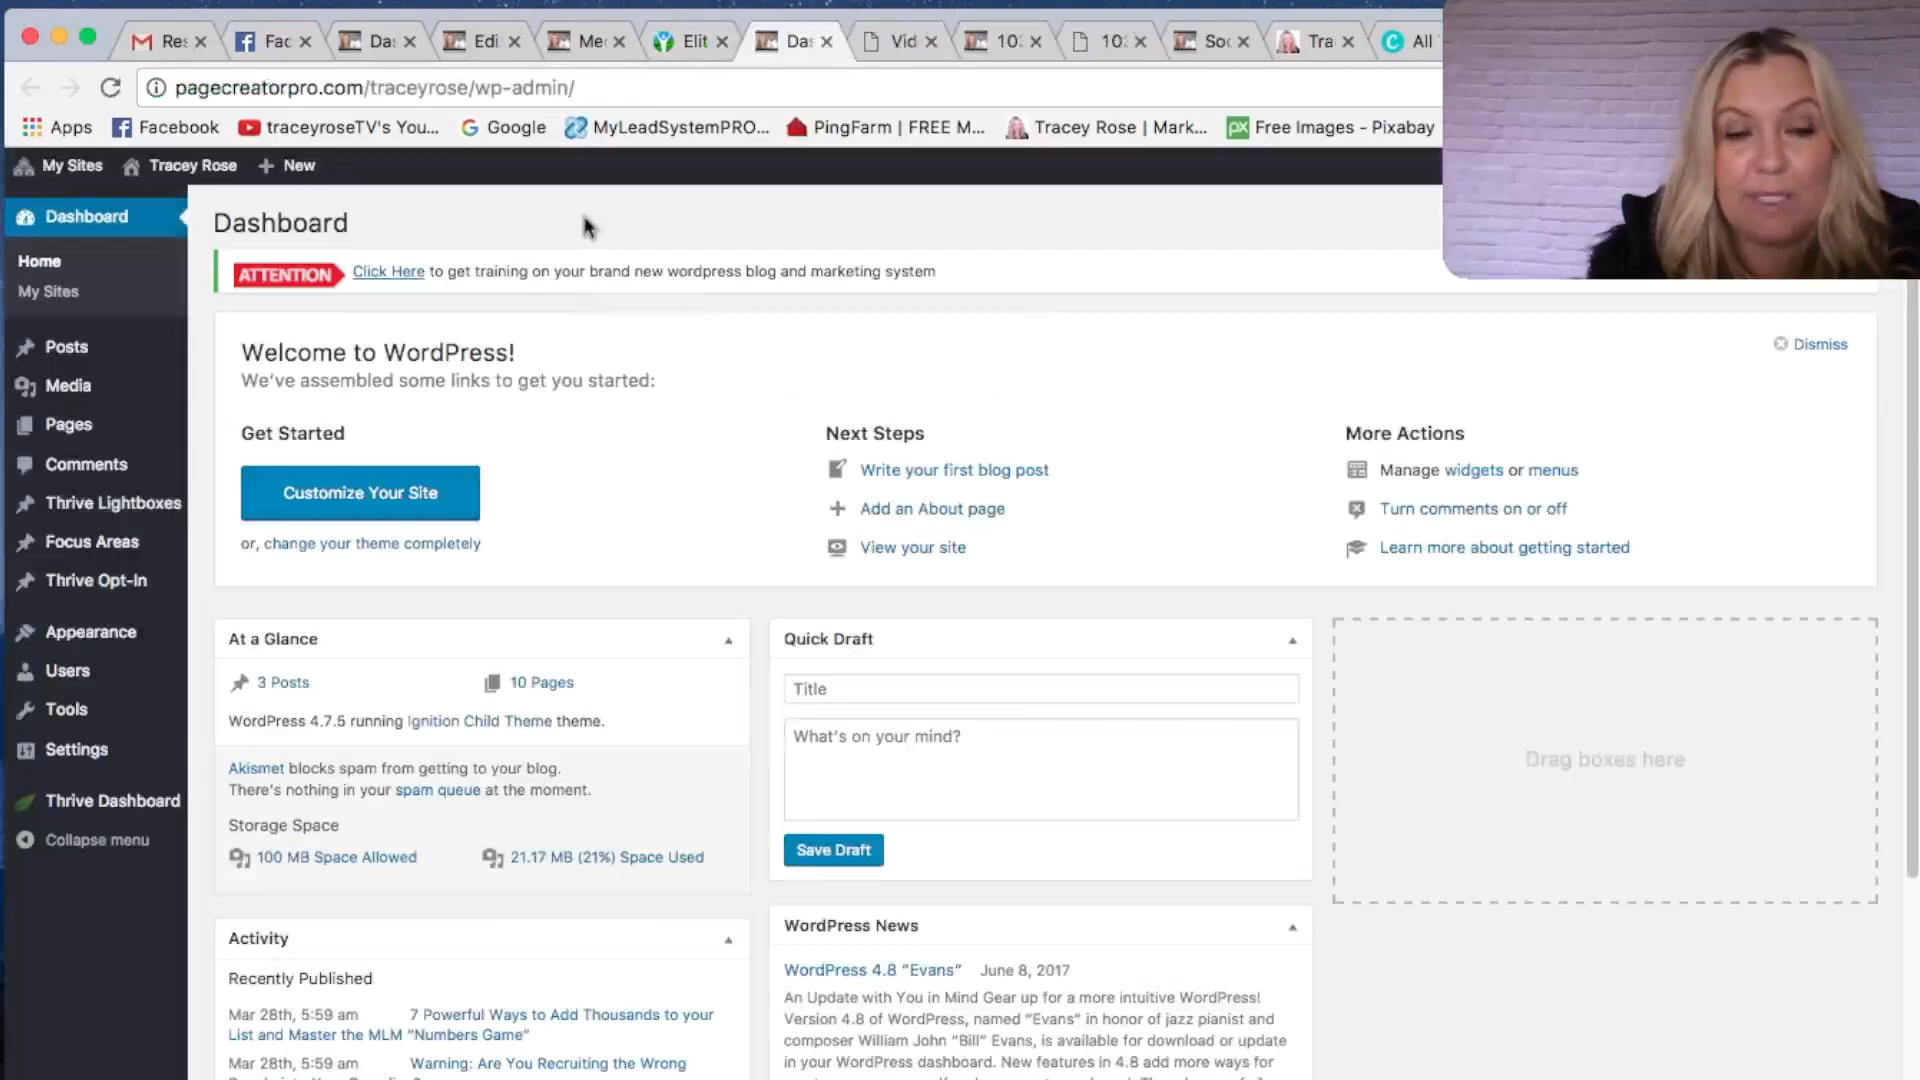 Res
Fac
Das
Edi
Me
Elit
Das
Vid
10
10
Soc
Tra
All
pagecreatorpro.com/traceyrose/wp-admin/
Apps
Facebook
traceyroseTV's You...
Google
MyLeadSystemPRO...
PingFarm | FREE M...
Tracey Rose | Mark...
px
Free Images - Pixabay
My Sites
Tracey Rose
New
Dashboard
Home
My Sites
Posts
Media
Pages
Comments
Thrive Lightboxes
Focus Areas
Thrive Opt-In
Appearance
Users
Tools
Settings
Thrive Dashboard
Collapse menu
Dashboard
ATTENTION Click Here to get training on your brand new wordpress blog and marketing system
Welcome to WordPress!
We've assembled some links to get you started:
Dismiss
Get Started
Customize Your Site
or, change your theme completely
Next Steps
Write your first blog post
Add an About page
View your site
More Actions
Manage widgets or menus
Turn comments on or off
Learn more about getting started
At a Glance
3 Posts
10 Pages
WordPress 4.7.5 running Ignition Child Theme theme.
Akismet blocks spam from getting to your blog.
There's nothing in your spam queue at the moment.
Storage Space
100 MB Space Allowed
21.17 MB (21%) Space Used
Activity
Recently Published
Mar 28th, 5:59 am 7 Powerful Ways to Add Thousands to your
List and Master the MLM "Numbers Game"
Mar 28th, 5:59 am Warning: Are You Recruiting the Wrong
Quick Draft
Title
What's on your mind?
Save Draft
WordPress News
WordPress 4.8 "Evans" June 8, 2017
An Update with You in Mind Gear up for a more intuitive WordPress!
Version 4.8 of WordPress, named "Evans" in honor of jazz pianist and
composer William John "Bill" Evans, is available for download or update
in your WordPress dashboard. New features in 4.8 add more ways for
Drag boxes here